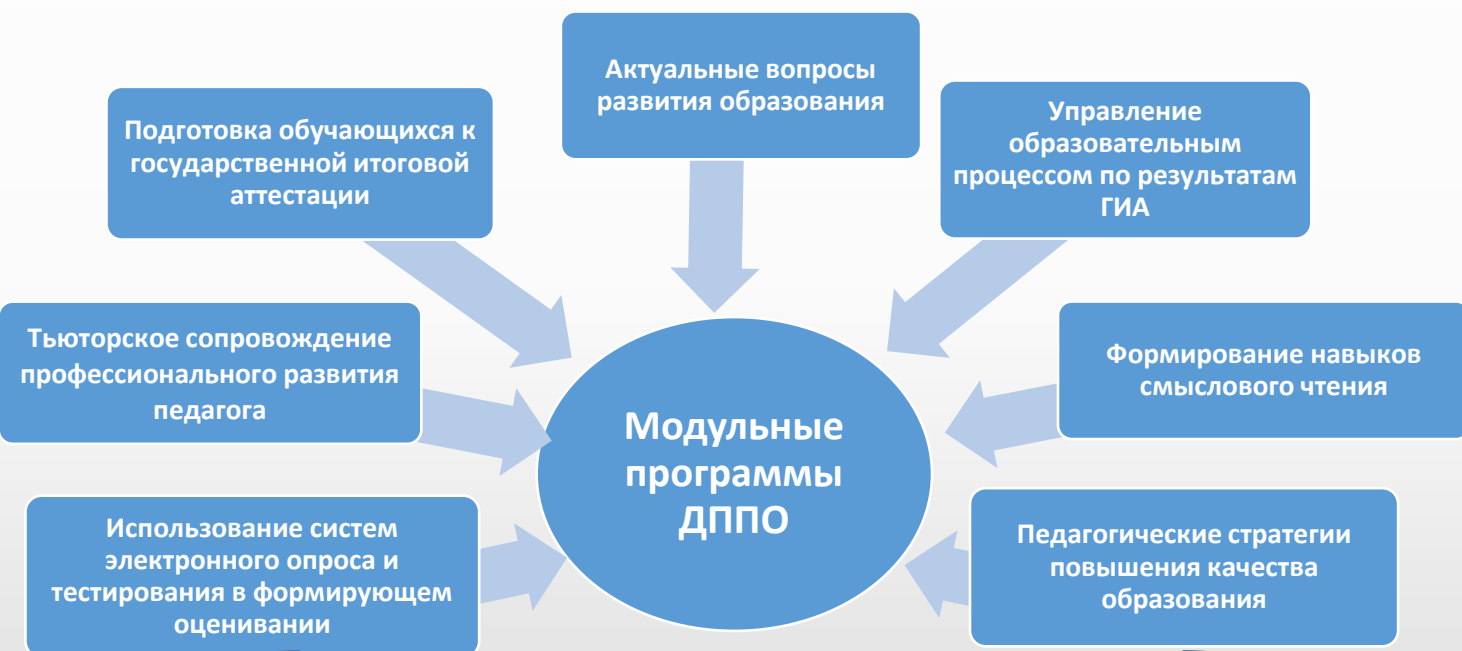 Актуальные вопросы
развития образования
Подготовка обучающихся к
государственной итоговой
аттестации
Управление
образовательным
процессом по результатам
ГИА
Тьюторское сопровождение
профессионального развития
педагога
Формирование навыков
смыслового чтения
Модульные
программы
ДППО
Использование систем
электронного опроса и
тестирования в формирующем
оценивании
Педагогические стратегии
повышения качества
образования